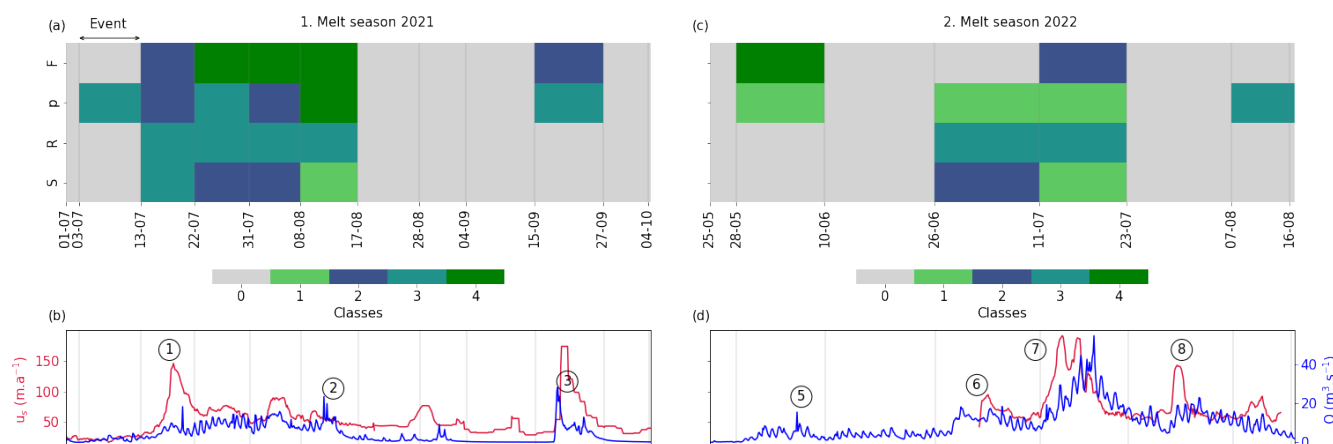 (a) Event 1. Melt season 2021
F
p
R
S
01-07 03-07 13-07 22-07 31-07 08-08 17-08 28-08 04-09 15-09 27-09 04-10
0 1 2 3 4
Classes
(c) 2. Melt season 2022
25-05 28-05 10-06 26-06 11-07 23-07 07-08 16-08
0 1 2 3 4
Classes
(b)
u_s (m.a⁻¹)
150
100
50
1 2 3
(d)
5 6 7 8
40
20
0
Q (m³ s⁻¹)